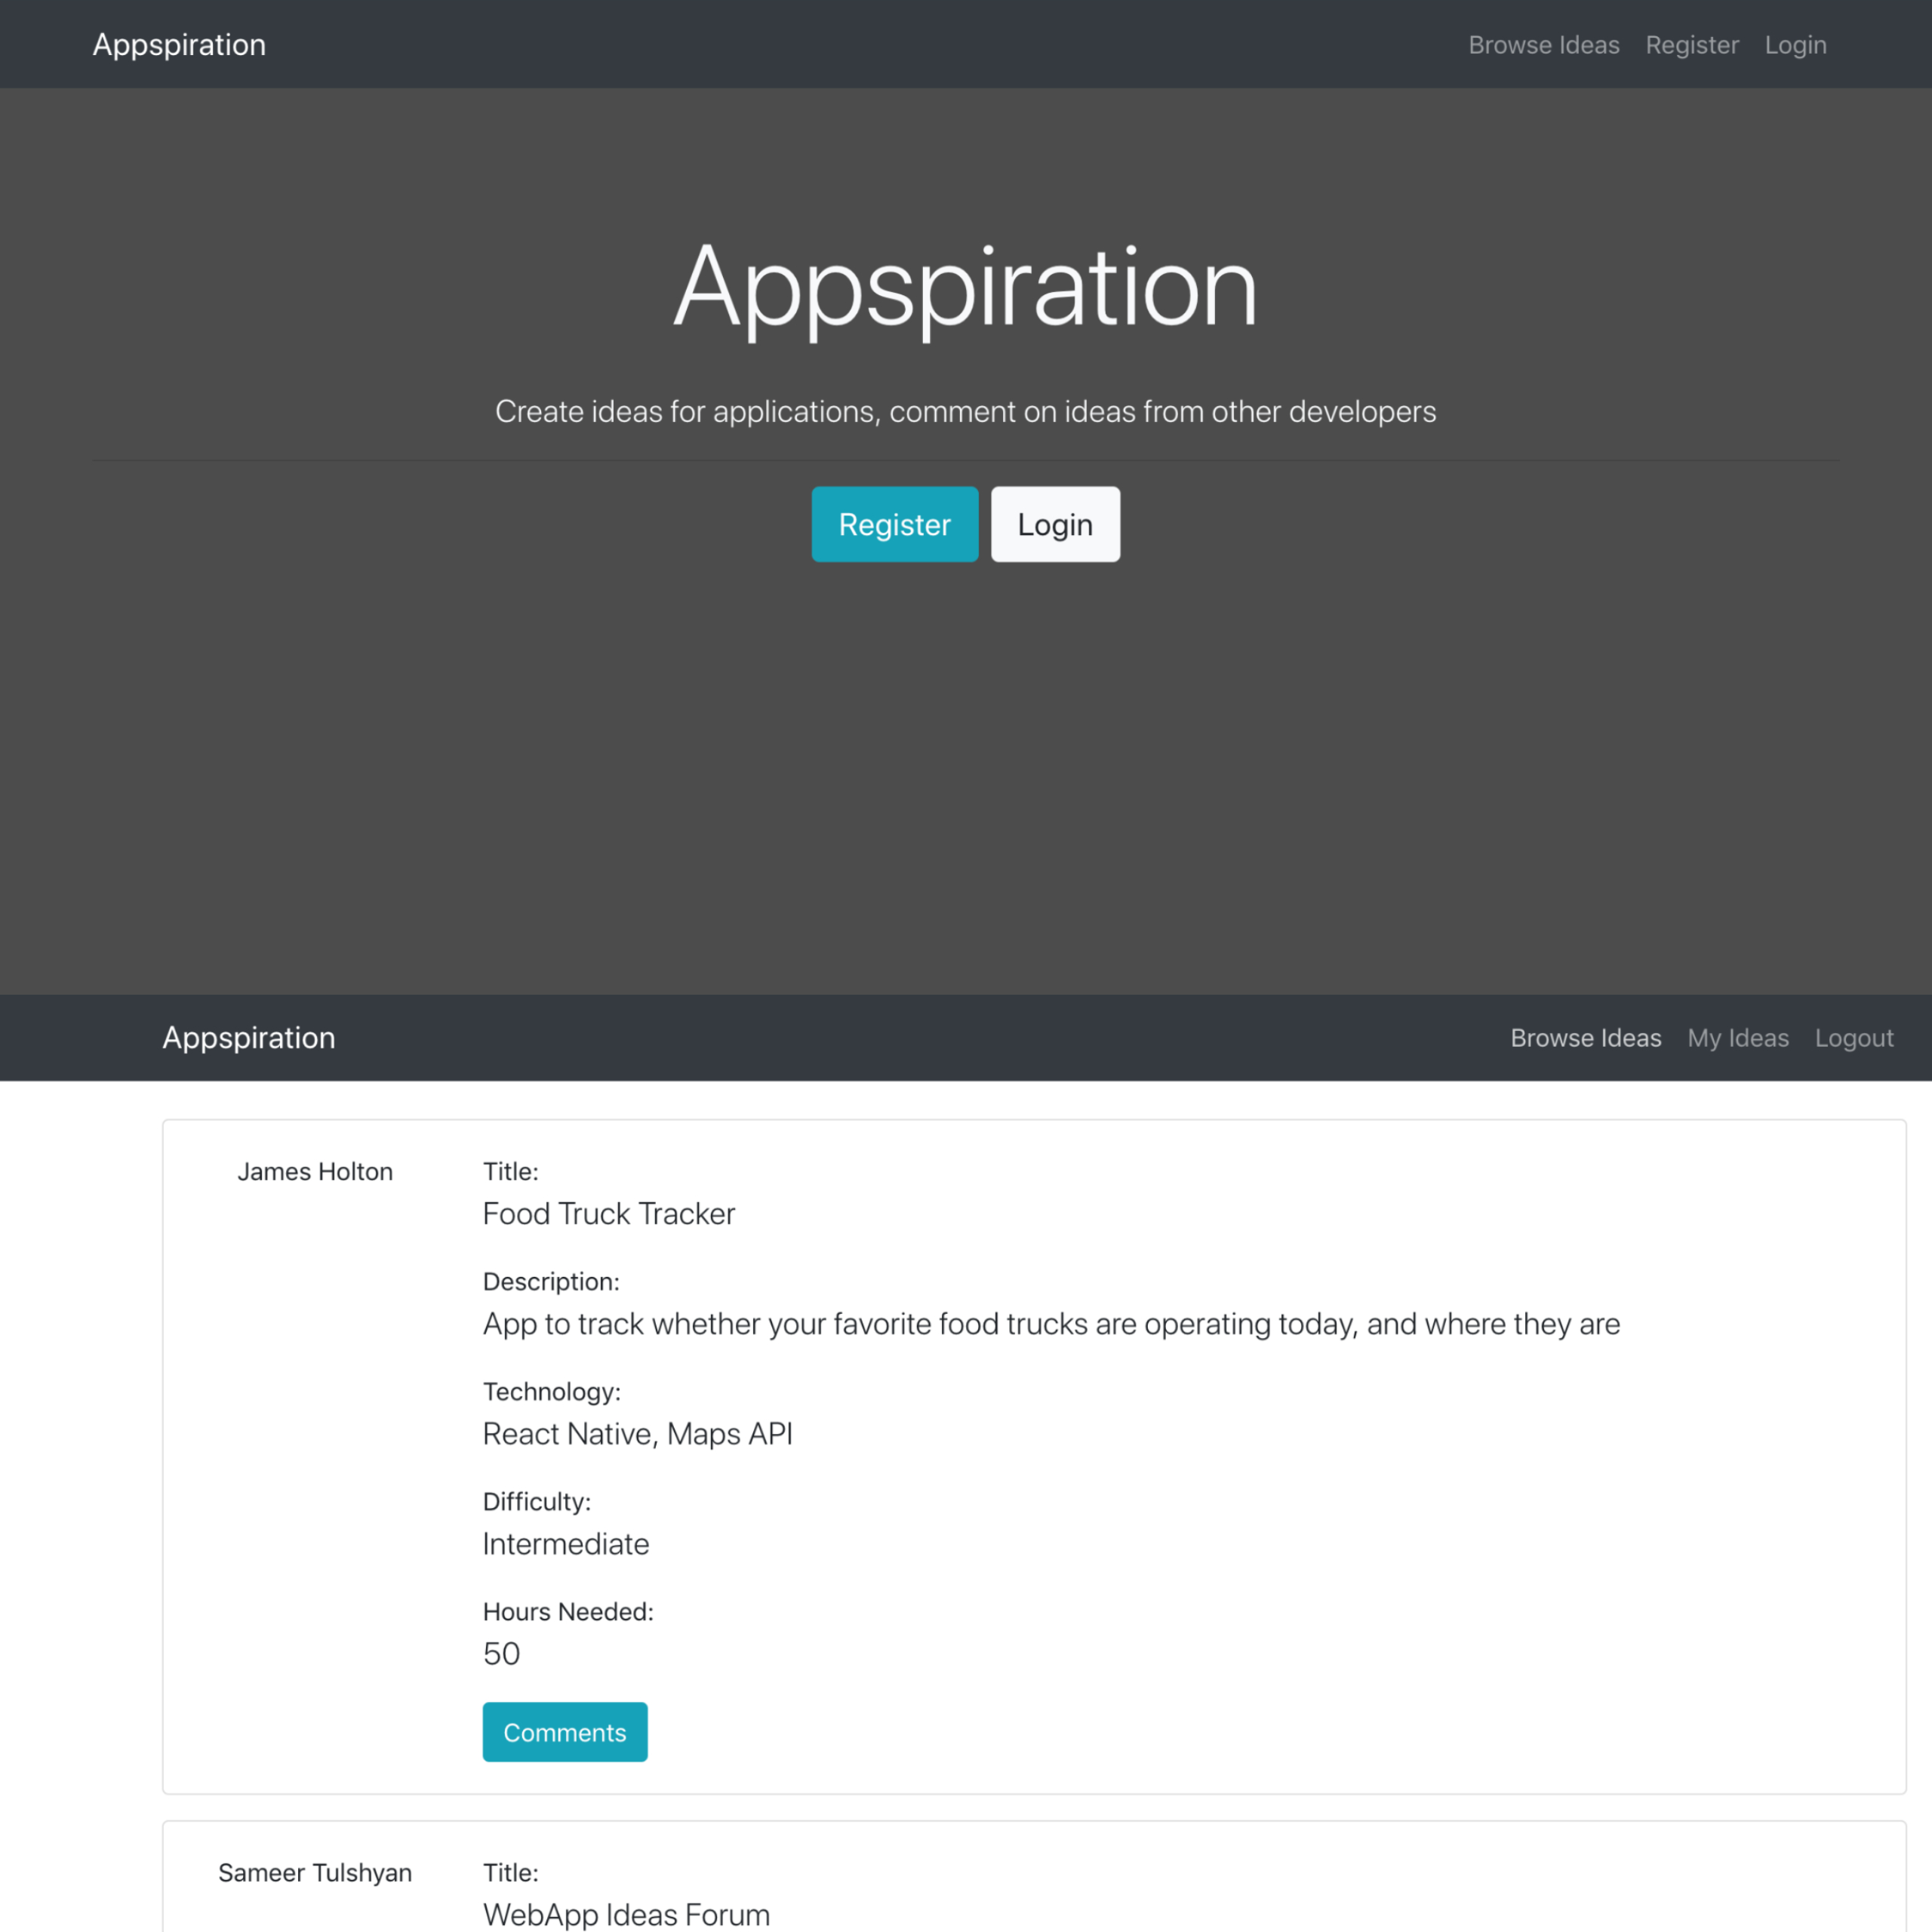 Appspiration Browse Ideas Register Login
Appspiration
Create ideas for applications, comment on ideas from other developers
Register Login
Appspiration Browse Ideas My Ideas Logout
James Holton Title:
Food Truck Tracker
Description:
App to track whether your favorite food trucks are operating today, and where they are
Technology:
React Native, Maps API
Difficulty:
Intermediate
Hours Needed:
50
Comments
Sameer Tulshyan Title:
WebApp Ideas Forum